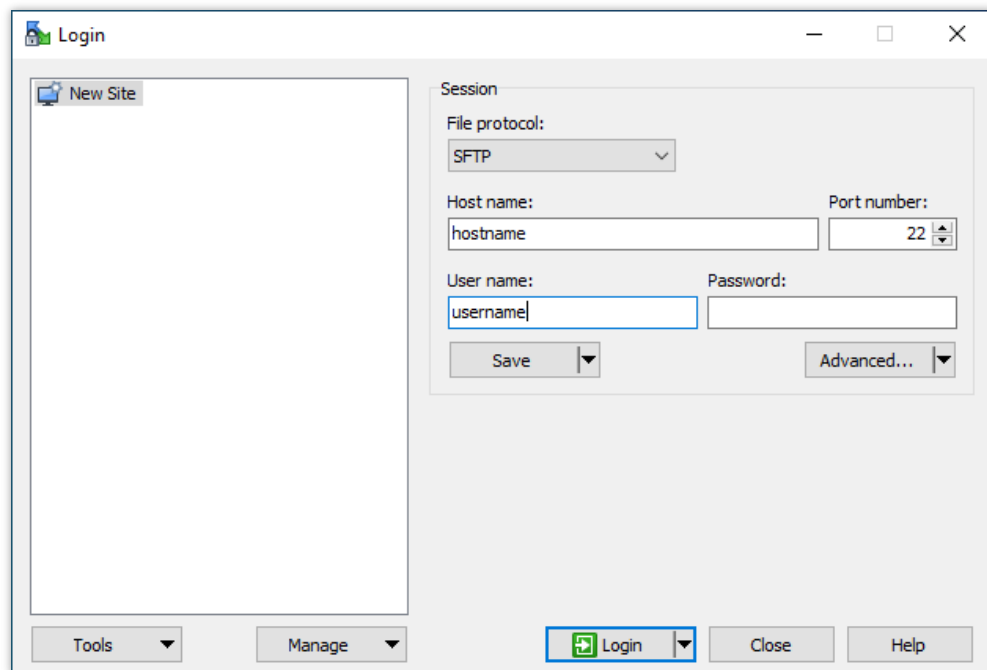 Login
New Site
Session
File protocol:
SFTP
Host name: Port number:
hostname 22
User name: Password:
username
Save Advanced...
Tools Manage Login Close Help